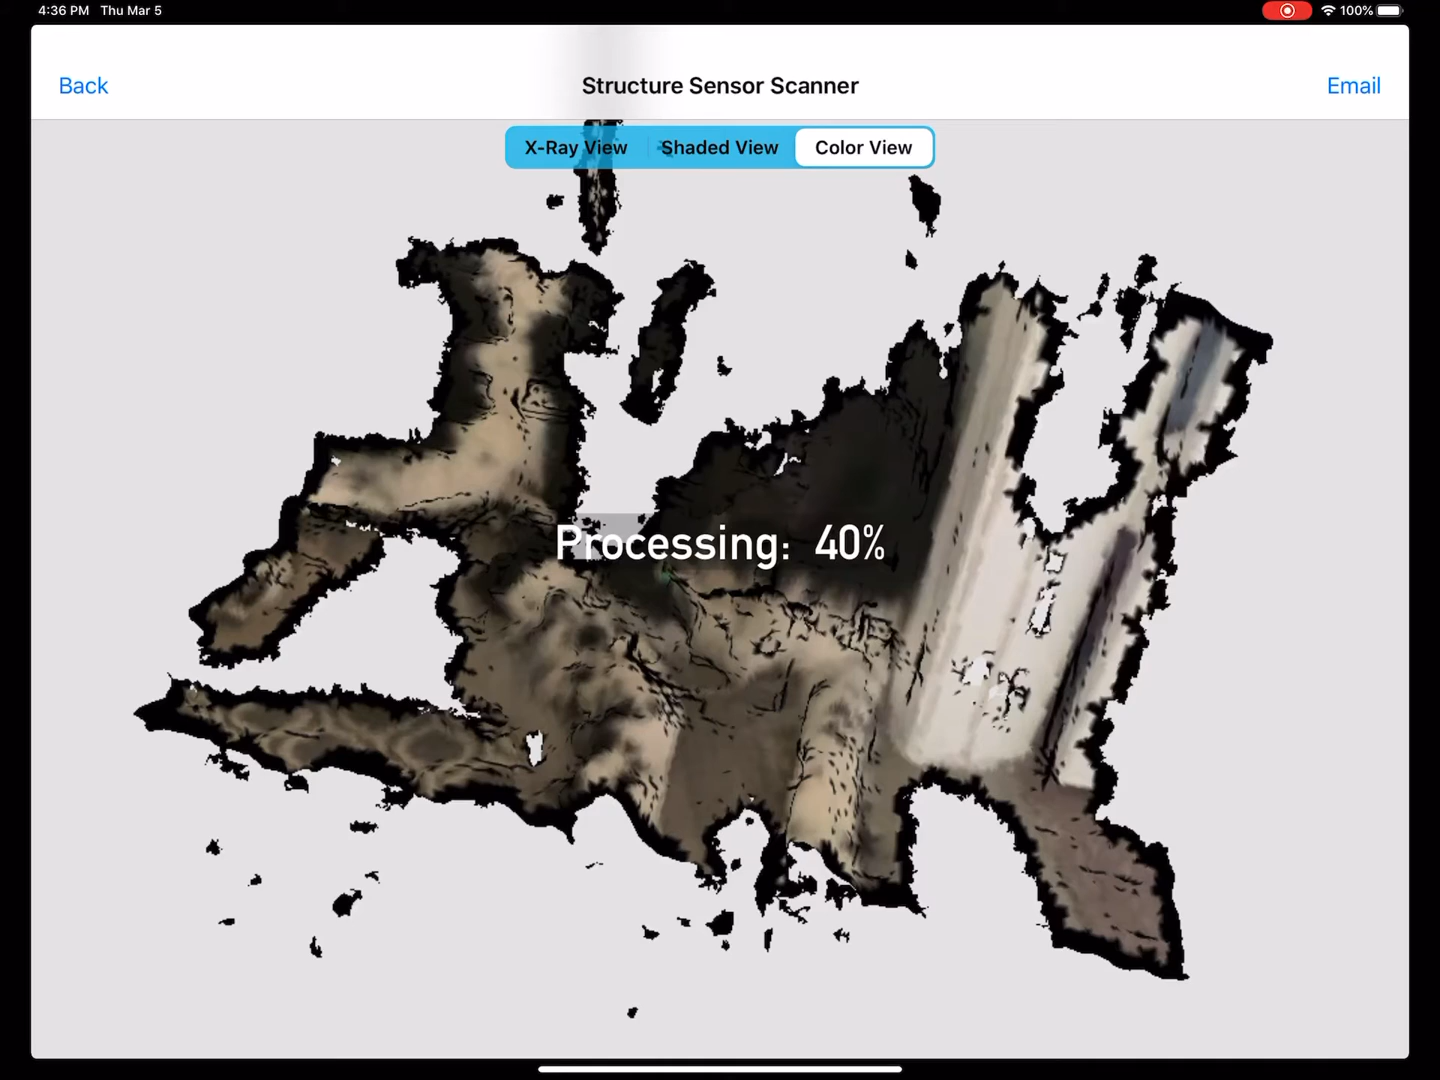 4:36 PM Thu Mar 5
100%
Back
Structure Sensor Scanner
Email
X-Ray View
Shaded View
Color View
Processing: 40%